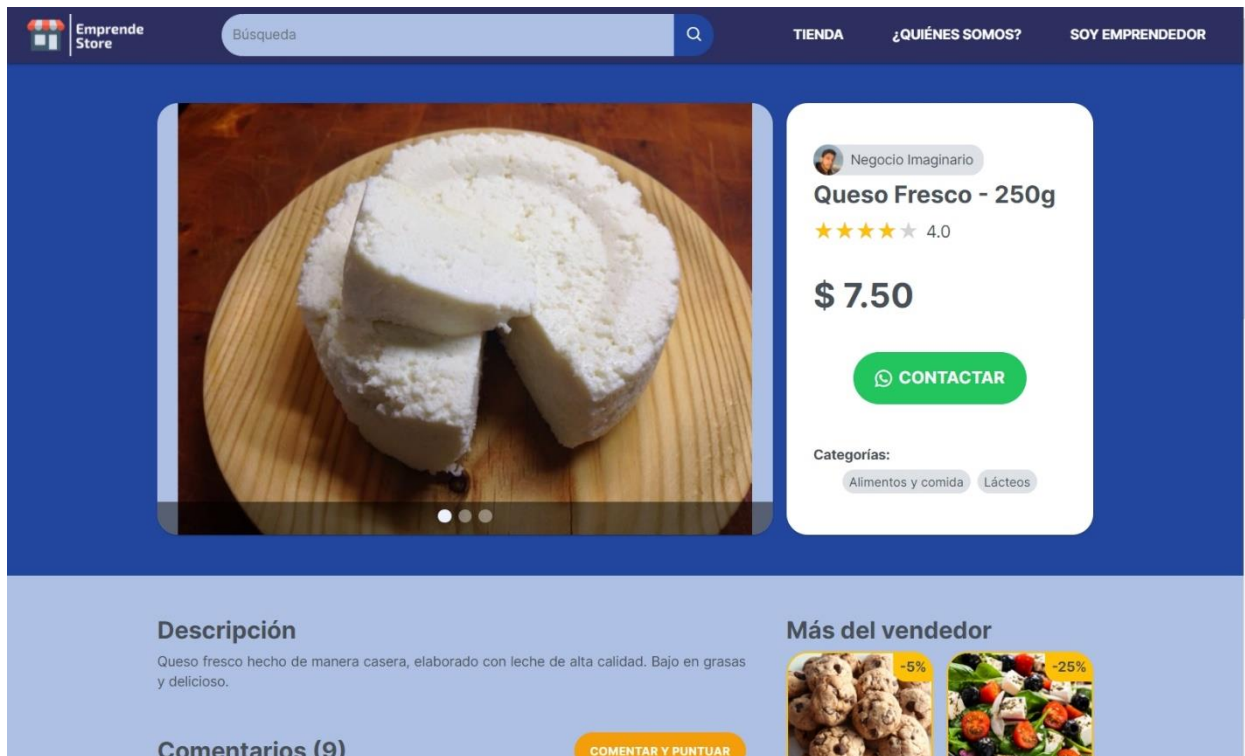 Emprende
Store
Búsqueda
TIENDA
¿QUIÉNES SOMOS?
SOY EMPRENDEDOR
Negocio Imaginario
Queso Fresco - 250g
4.0
$ 7.50
CONTACTAR
Categorías:
Alimentos y comida
Lácteos
Descripción
Queso fresco hecho de manera casera, elaborado con leche de alta calidad. Bajo en grasas
y delicioso.
Más del vendedor
-5%
-25%
Comentarios (9)
COMENTAR Y PUNTUAR